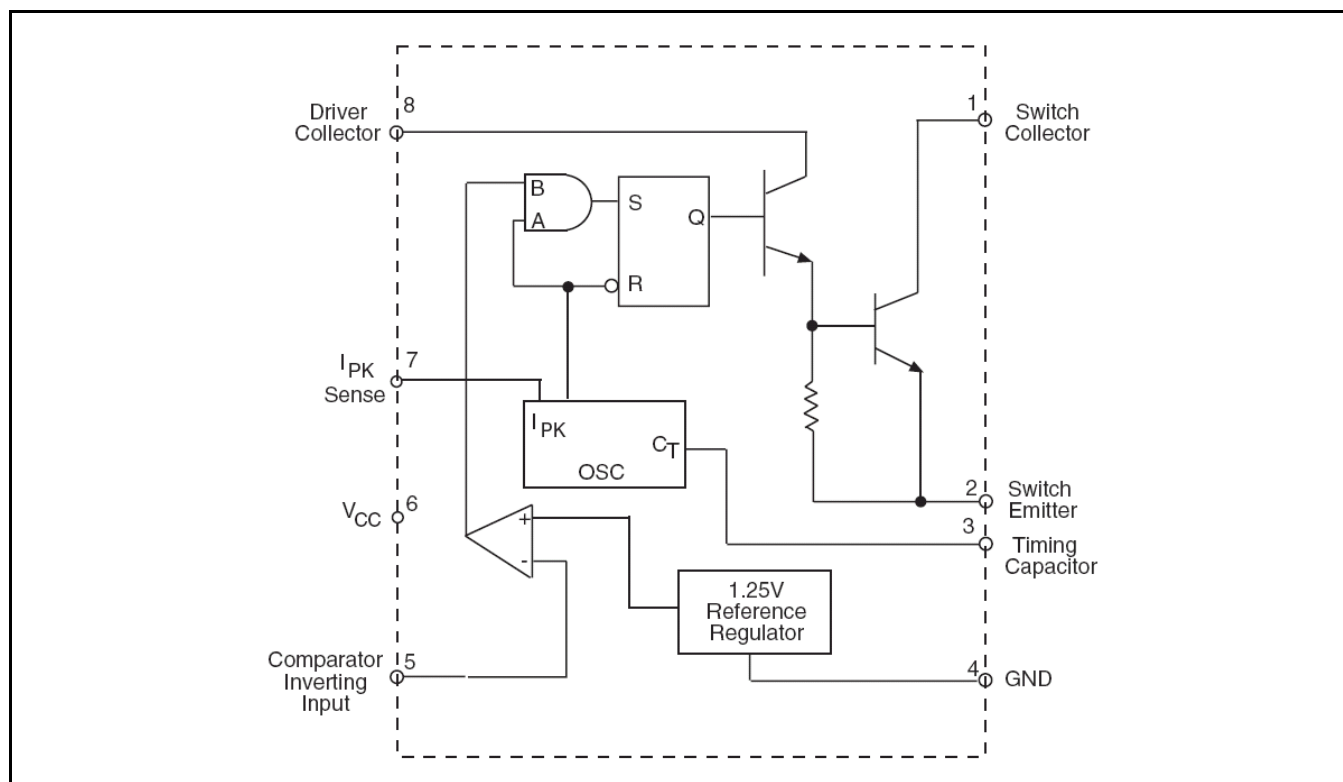 8
Driver
Collector
1
Switch
Collector
B
A
S
Q
R
7
I PK
Sense
I PK
C T
OSC
6
V CC
2
Switch
Emitter
3
Timing
Capacitor
+
-
1.25V
Reference
Regulator
Comparator
Inverting
Input
5
4
GND